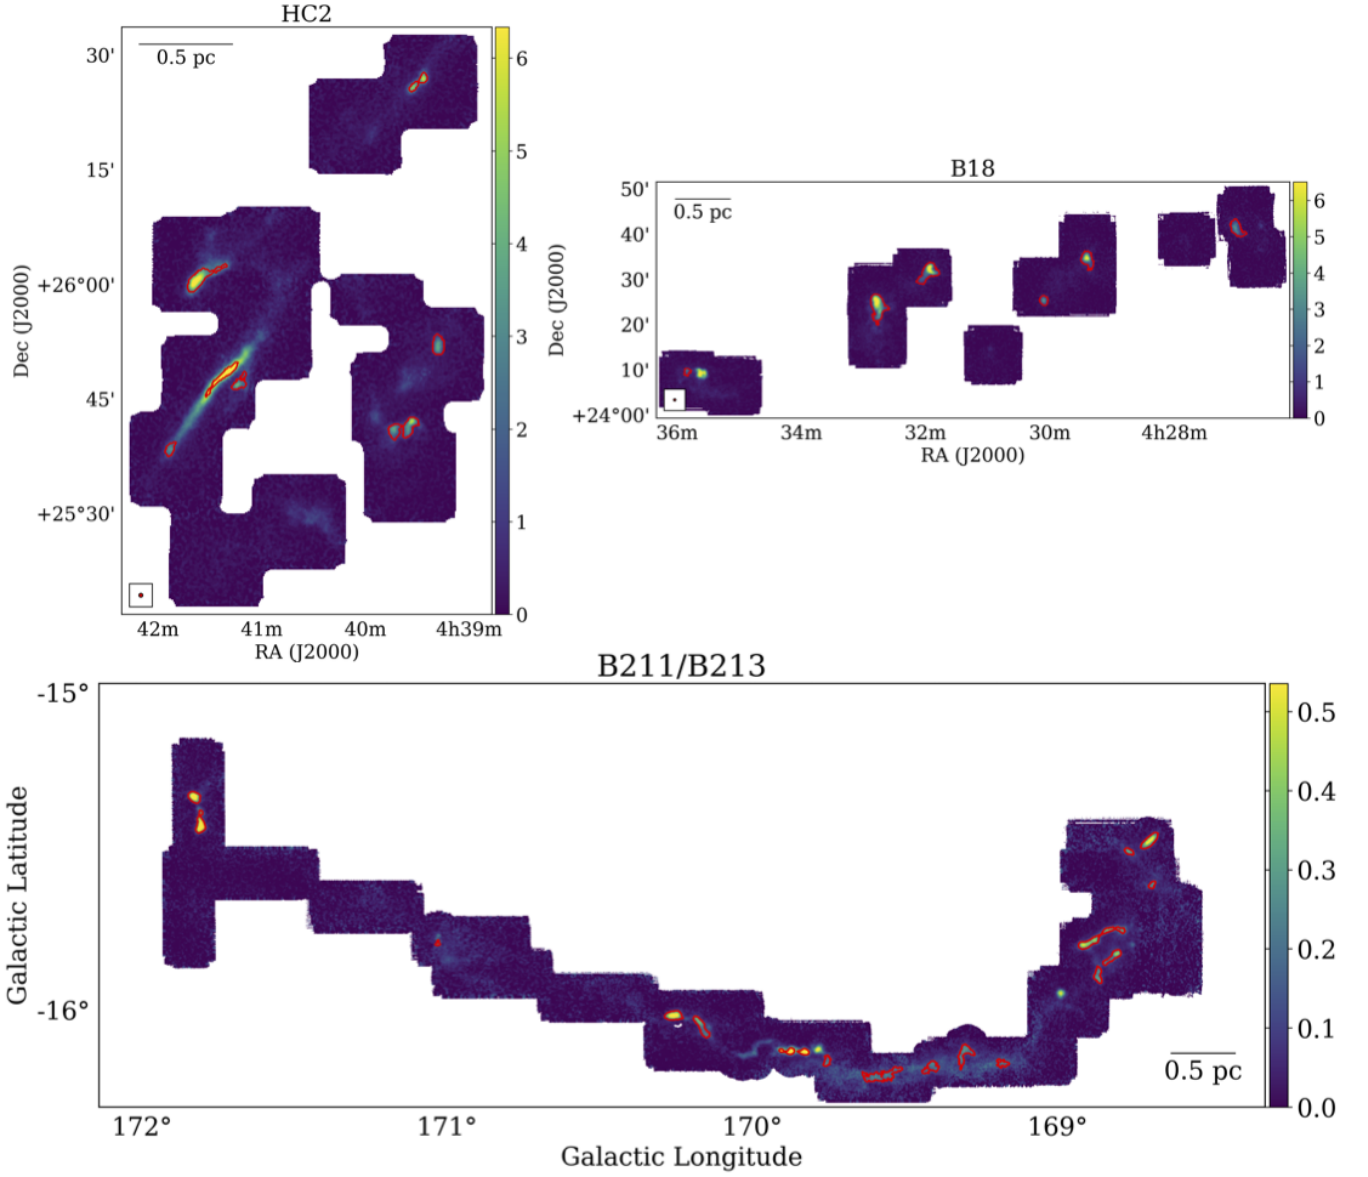 HC2
0.5 pc
30'
15'
+26°00'
45'
+25°30'
Dec (J2000)
42m 41m 40m 4h39m
RA (J2000)
6
5
4
3
2
1
0
B18
0.5 pc
50'
40'
30'
20'
10'
+24°00'
Dec (J2000)
36m 34m 32m 30m 4h28m
RA (J2000)
6
5
4
3
2
1
0
B211/B213
-15°
-16°
Galactic Latitude
0.5 pc
172° 171° 170° 169°
Galactic Longitude
0.5
0.4
0.3
0.2
0.1
0.0